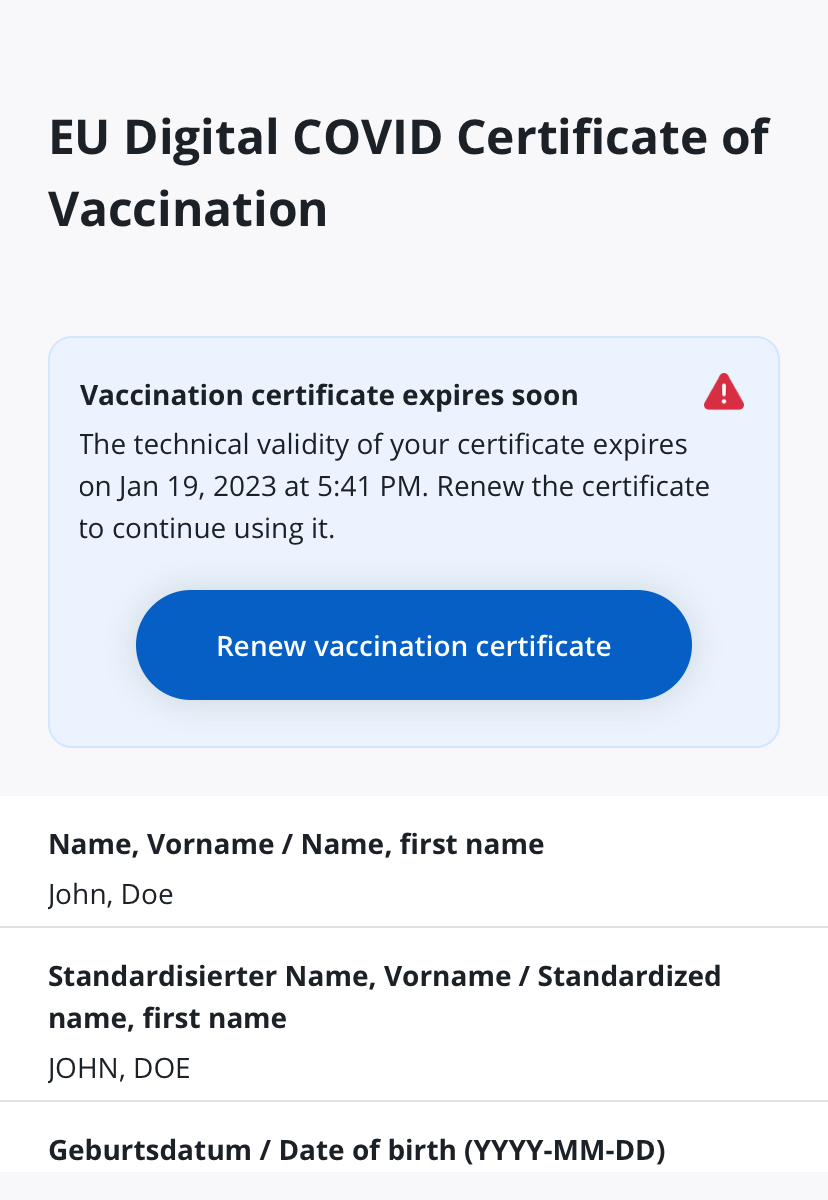 EU Digital COVID Certificate of
Vaccination
Vaccination certificate expires soon
The technical validity of your certificate expires
on Jan 19, 2023 at 5:41 PM. Renew the certificate
to continue using it.
Renew vaccination certificate
Name, Vorname / Name, first name
John, Doe
Standardisierter Name, Vorname / Standardized
name, first name
JOHN, DOE
Geburtsdatum / Date of birth (YYYY-MM-DD)